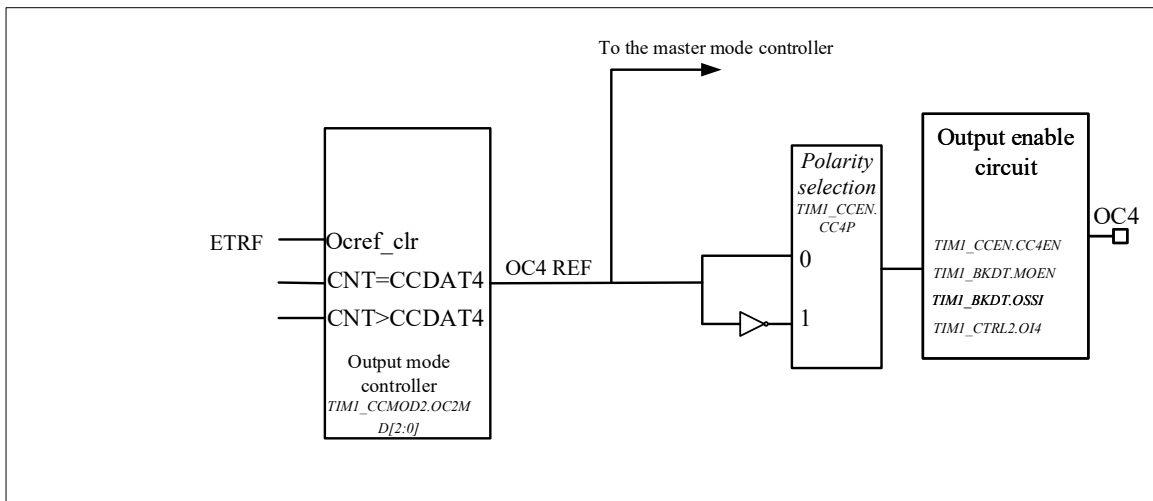 To the master mode controller
Output enable
circuit
Polarity
selection
TIM1_CCEN.
CC4P
OC4
ETRF
Ocref_clr
TIM1_CCEN.CC4EN
OC4 REF
0
CNT=CCDAT4
TIM1_BKDT.MOEN
TIM1_BKDT.OSSI
CNT>CCDAT4
1
TIM1_CTRL2.OI4
Output mode
controller
TIM1_CCMOD2.OC2M
D[2:0]